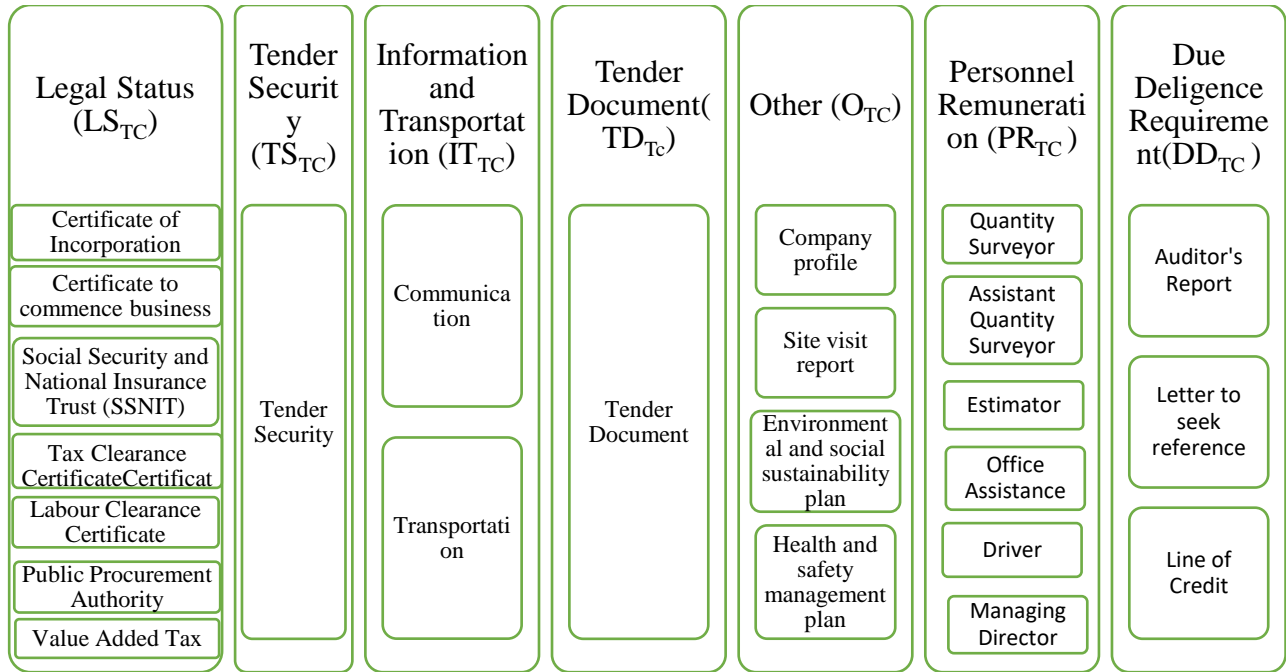 Legal Status
(LSTC)
Certificate of
Incorporation
Certificate to
commence business
Social Security and
National Insurance
Trust (SSNIT)
Tax Clearance
CertificateCertificat
Labour Clearance
Certificate
Public Procurement
Authority
Value Added Tax
Tender
Securit
y
(TSTC)
Tender
Security
Information
and
Transportat
ion (ITTC)
Communica
tion
Transportati
on
Tender
Document(
TDTc)
Tender
Document
Other (OTC)
Company
profile
Site visit
report
Environment
al and social
sustainability
plan
Health and
safety
management
plan
Personnel
Remunerati
on (PRTC)
Quantity
Surveyor
Assistant
Quantity
Surveyor
Estimator
Office
Assistance
Driver
Managing
Director
Due
Deligence
Requireme
nt(DDTC)
Auditor's
Report
Letter to
seek
reference
Line of
Credit